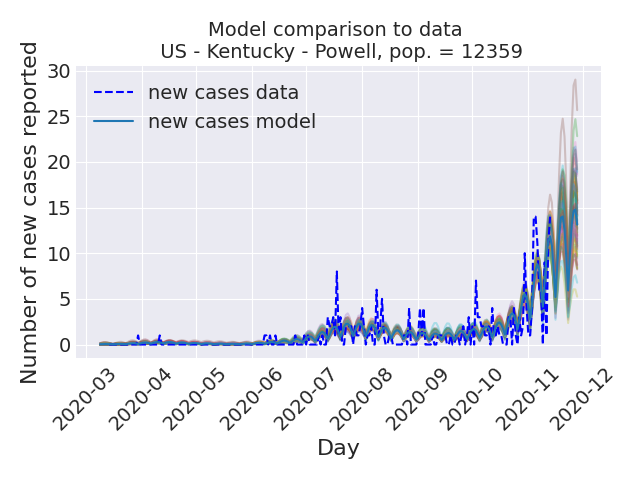 Model comparison to data
US - Kentucky - Powell, pop. = 12359
Number of new cases reported
30
25
20
15
10
5
0
new cases data
new cases model
2020-03
2020-04
2020-05
2020-06
2020-07
2020-08
2020-09
2020-10
2020-11
2020-12
Day